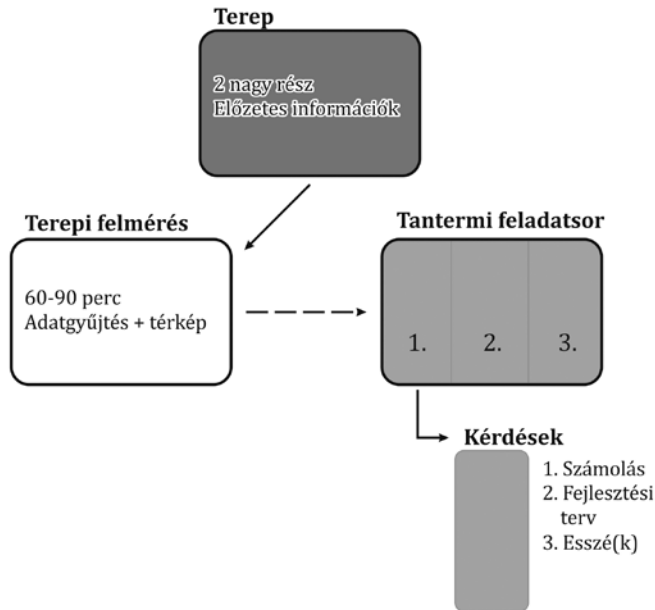 Terep
2 nagy rész
Előzetes információk
Terepi felmérés
60-90 perc
Adatgyűjtés + térkép
Tantermi feladatsor
1.
2.
3.
Kérdések
1. Számolás
2. Fejlesztési
terv
3. Esszé(k)